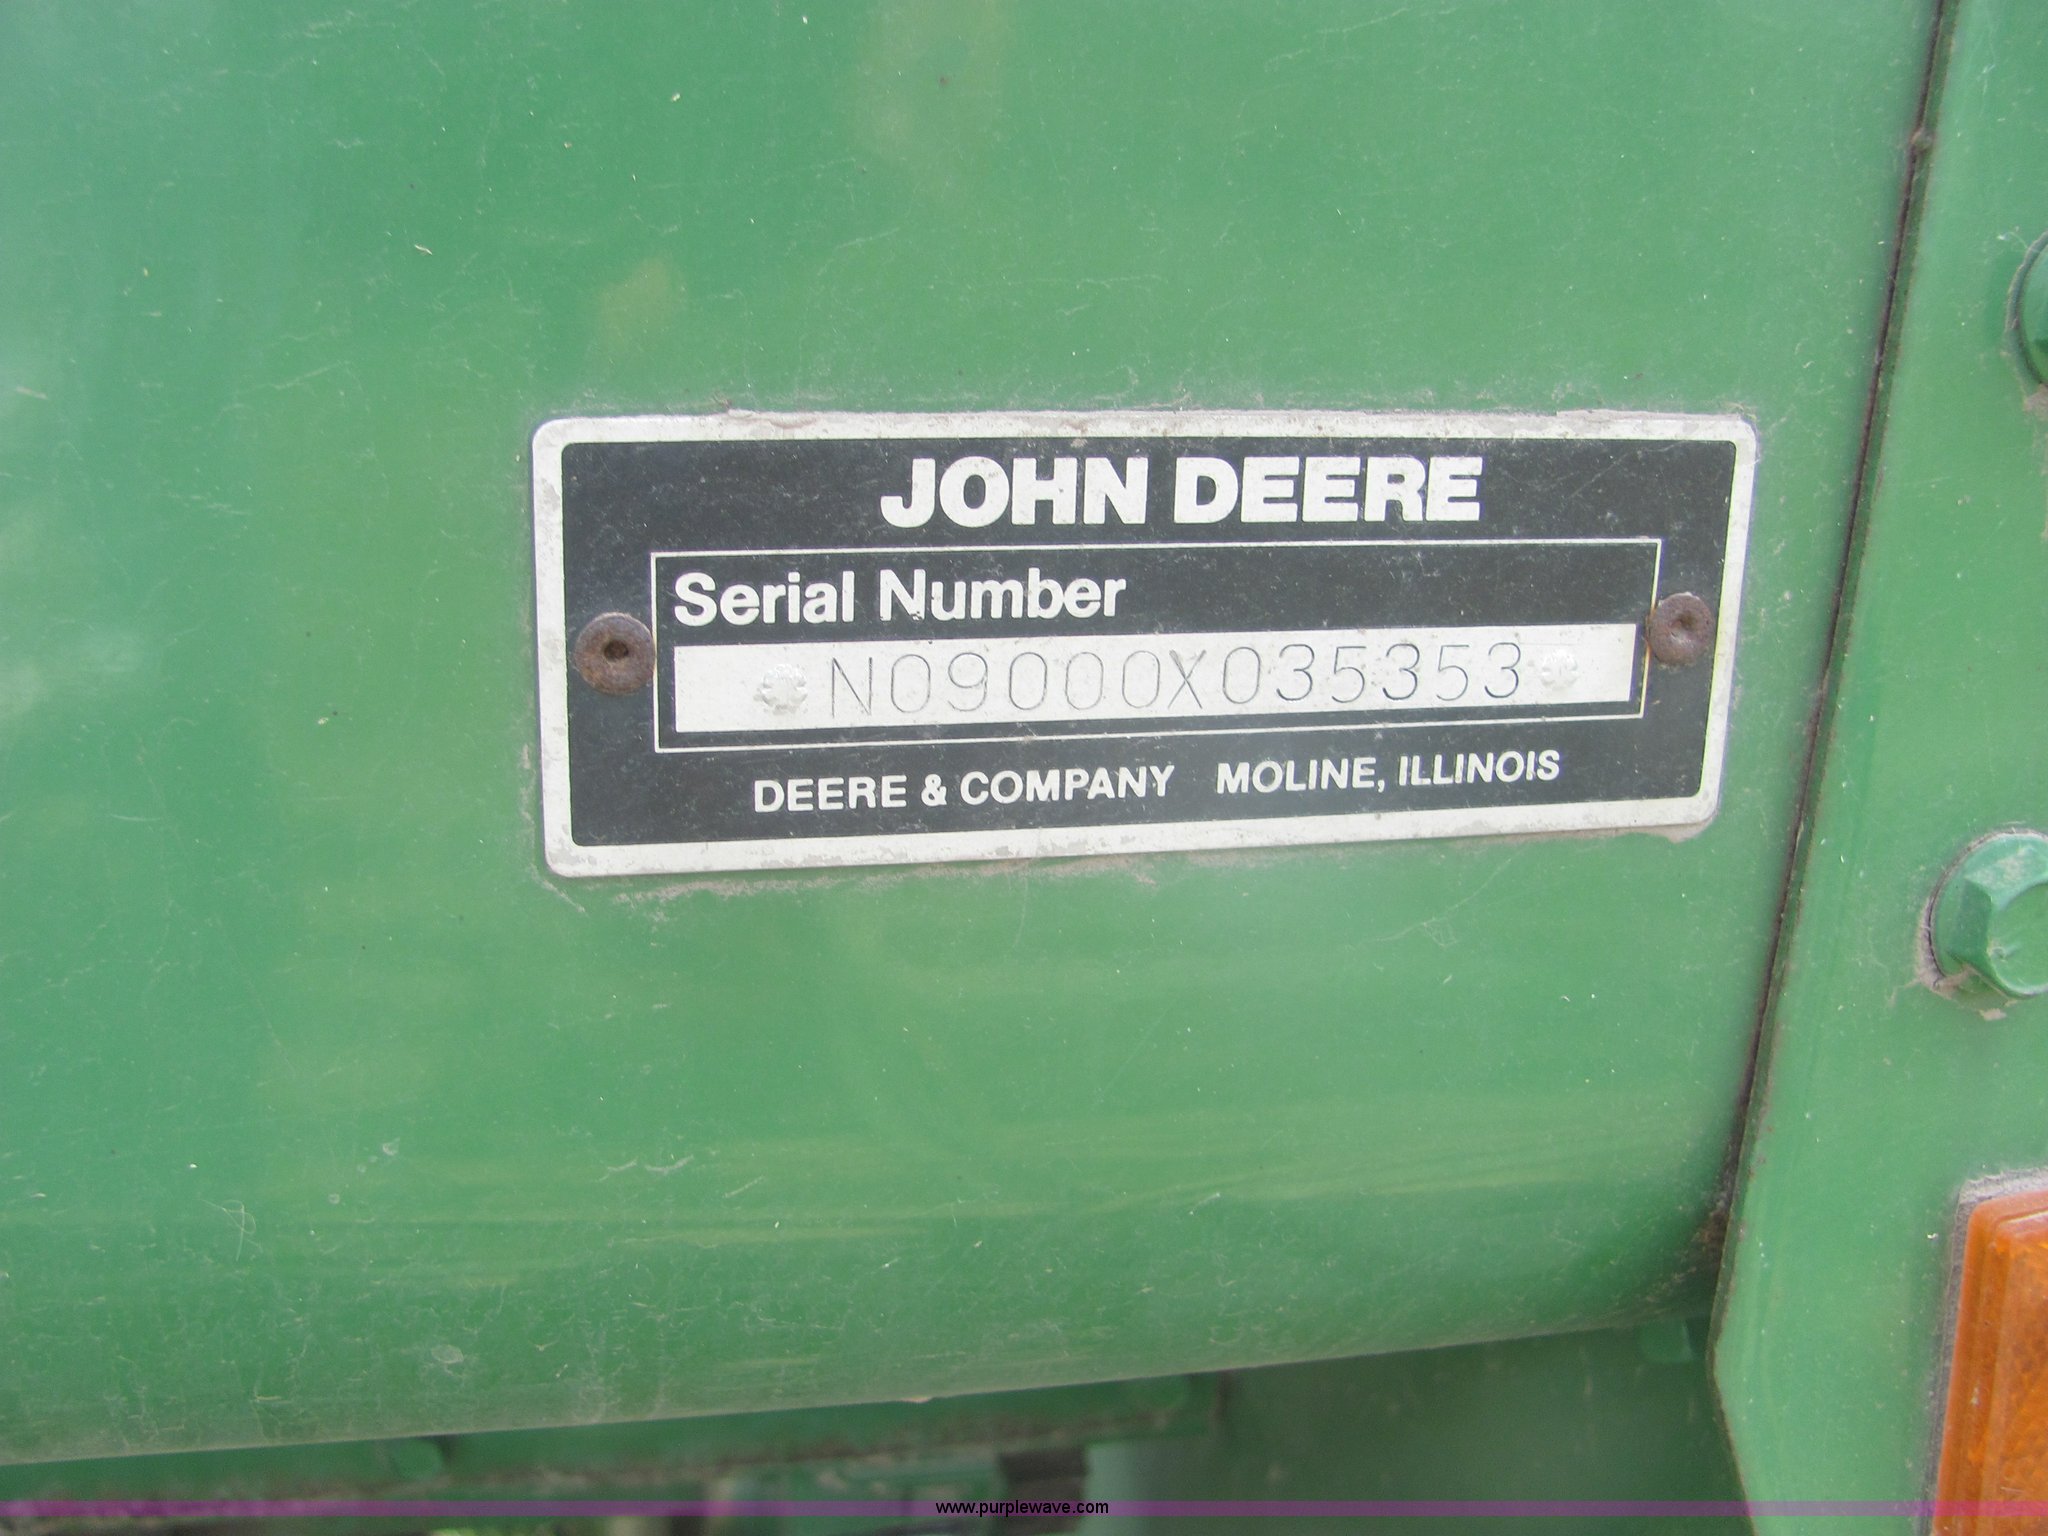 JOHN DEERE
Serial Number
N09000X035353
DEERE & COMPANY MOLINE, ILLINOIS
www.purplewave.com